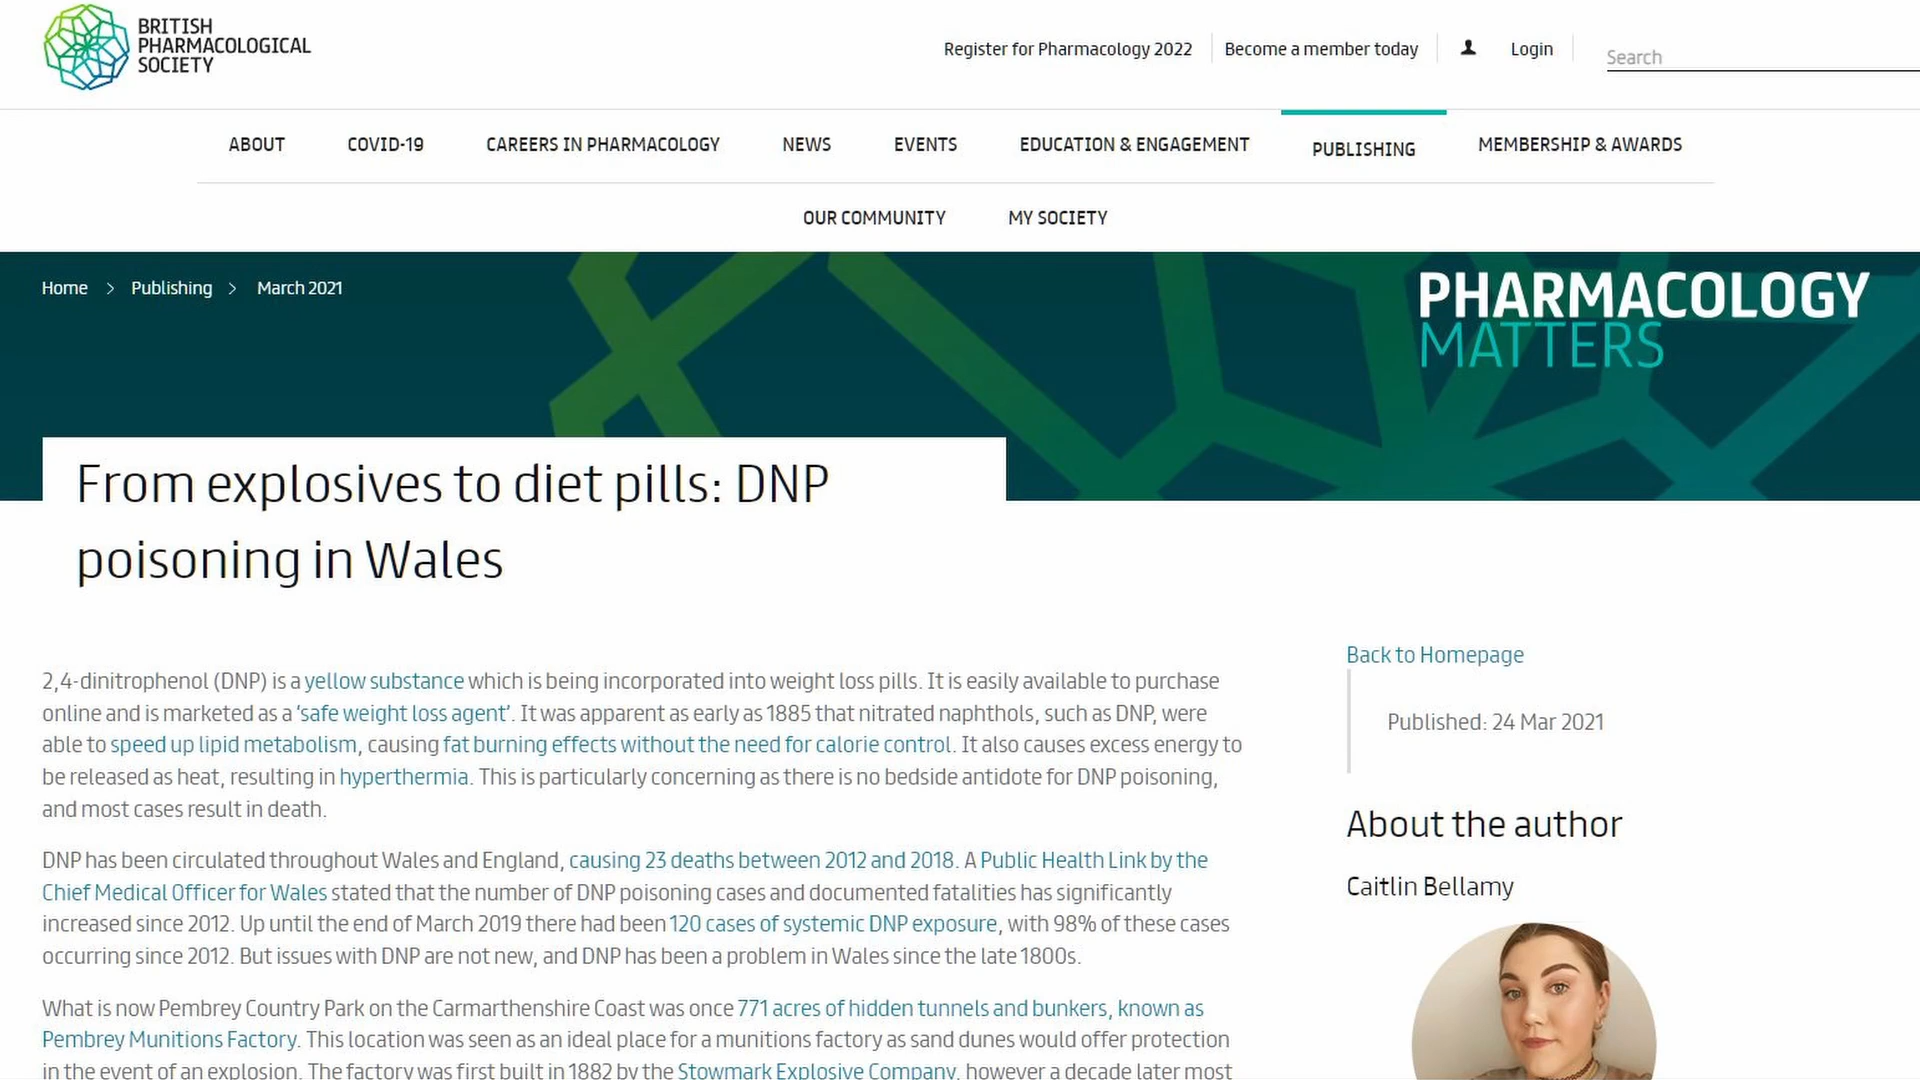 BRITISH
PHARMACOLOGICAL
SOCIETY
Register for Pharmacology 2022
Become a member today
Login
Search
ABOUT
COVID-19
CAREERS IN PHARMACOLOGY
NEWS
EVENTS
EDUCATION & ENGAGEMENT
PUBLISHING
MEMBERSHIP & AWARDS
OUR COMMUNITY
MY SOCIETY
Home > Publishing > March 2021
PHARMACOLOGY
MATTERS
From explosives to diet pills: DNP
poisoning in Wales
2,4-dinitrophenol (DNP) is a yellow substance which is being incorporated into weight loss pills. It is easily available to purchase
online and is marketed as a ‘safe weight loss agent’. It was apparent as early as 1885 that nitrated naphthols, such as DNP, were
able to speed up lipid metabolism, causing fat burning effects without the need for calorie control. It also causes excess energy to
be released as heat, resulting in hyperthermia. This is particularly concerning as there is no bedside antidote for DNP poisoning,
and most cases result in death.
DNP has been circulated throughout Wales and England, causing 23 deaths between 2012 and 2018. A Public Health Link by the
Chief Medical Officer for Wales stated that the number of DNP poisoning cases and documented fatalities has significantly
increased since 2012. Up until the end of March 2019 there had been 120 cases of systemic DNP exposure, with 98% of these cases
occurring since 2012. But issues with DNP are not new, and DNP has been a problem in Wales since the late 1800s.
What is now Pembrey Country Park on the Carmarthenshire Coast was once 771 acres of hidden tunnels and bunkers, known as
Pembrey Munitions Factory. This location was seen as an ideal place for a munitions factory as sand dunes would offer protection
in the event of an explosion. The factory was first built in 1882 by the Stowmark Explosive Company, however a decade later most
Back to Homepage
Published: 24 Mar 2021
About the author
Caitlin Bellamy